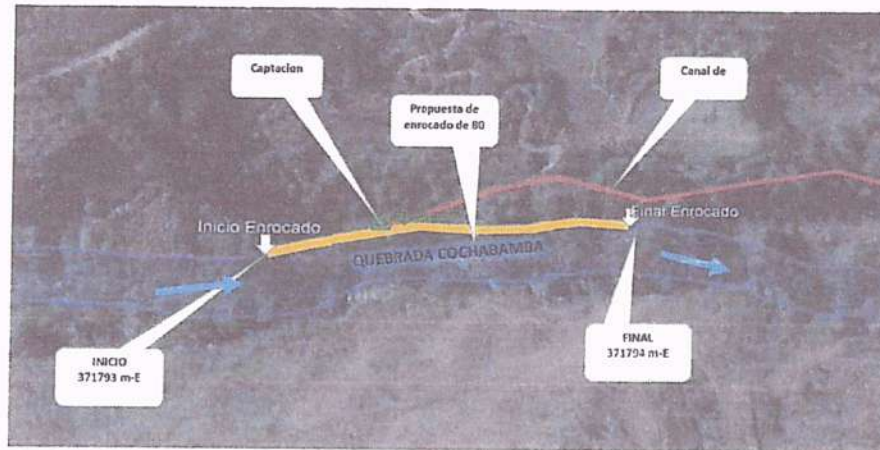 Captacion
Canal de
Propuesta de
enrocado de 80
Inicio Enrocado
Final Enrocado
QUEBRADA COCHABAMBA
INICIO
371793 m-E
FINAL
371794 m-E